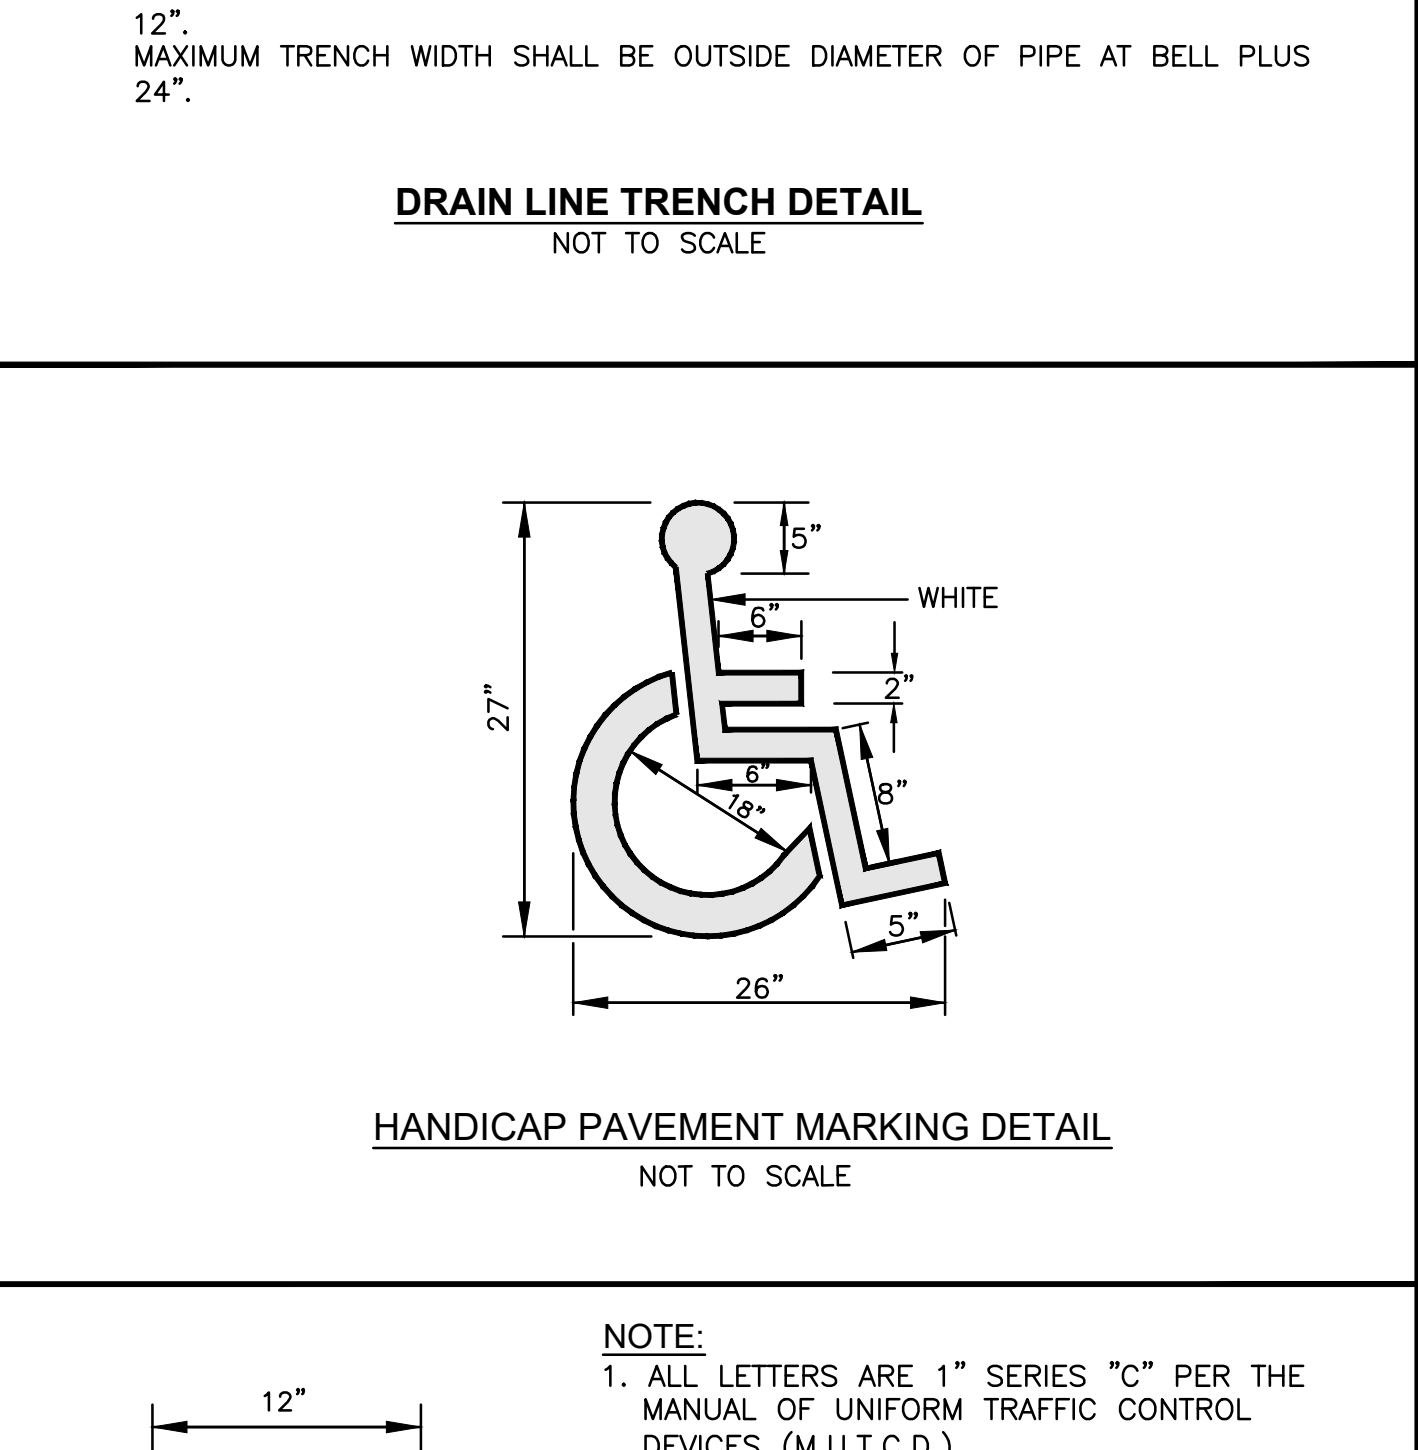 12”.
MAXIMUM TRENCH WIDTH SHALL BE OUTSIDE DIAMETER OF PIPE AT BELL PLUS
24”.
DRAIN LINE TRENCH DETAIL
NOT TO SCALE
5”
WHITE
6”
2”
27”
6”
8”
18”
5”
26”
HANDICAP PAVEMENT MARKING DETAIL
NOT TO SCALE
NOTE:
1. ALL LETTERS ARE 1” SERIES ”C” PER THE
MANUAL OF UNIFORM TRAFFIC CONTROL
DEVICES (M.U.T.C.D.)
12”